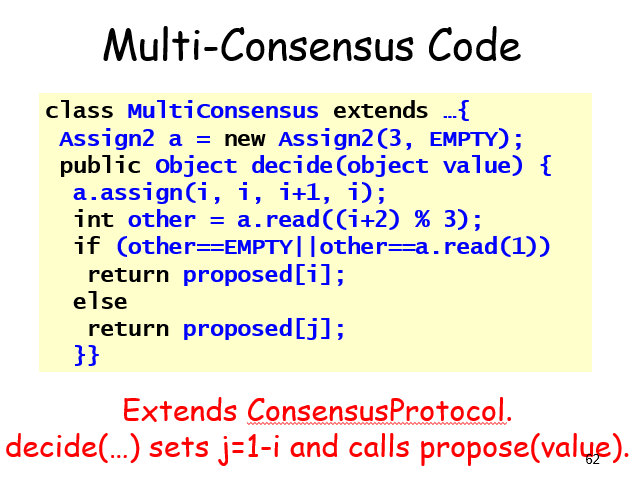 Multi-Consensus Code
class MultiConsensus extends …{
Assign2 a = new Assign2(3, EMPTY);
public Object decide(object value) {
a.assign(i, i, i+1, i);
int other = a.read((i+2) % 3);
if (other==EMPTY||other==a.read(1))
return proposed[i];
else
return proposed[j];
}}
Extends ConsensusProtocol.
decide(…) sets j=1-i and calls propose(value).
62